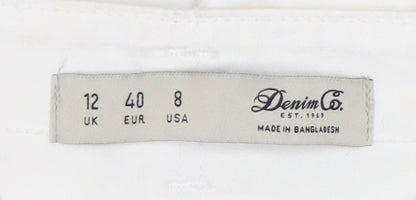 12 40 8
UK EUR USA
Denim Co.
EST. 1969
MADE IN BANGLADESH